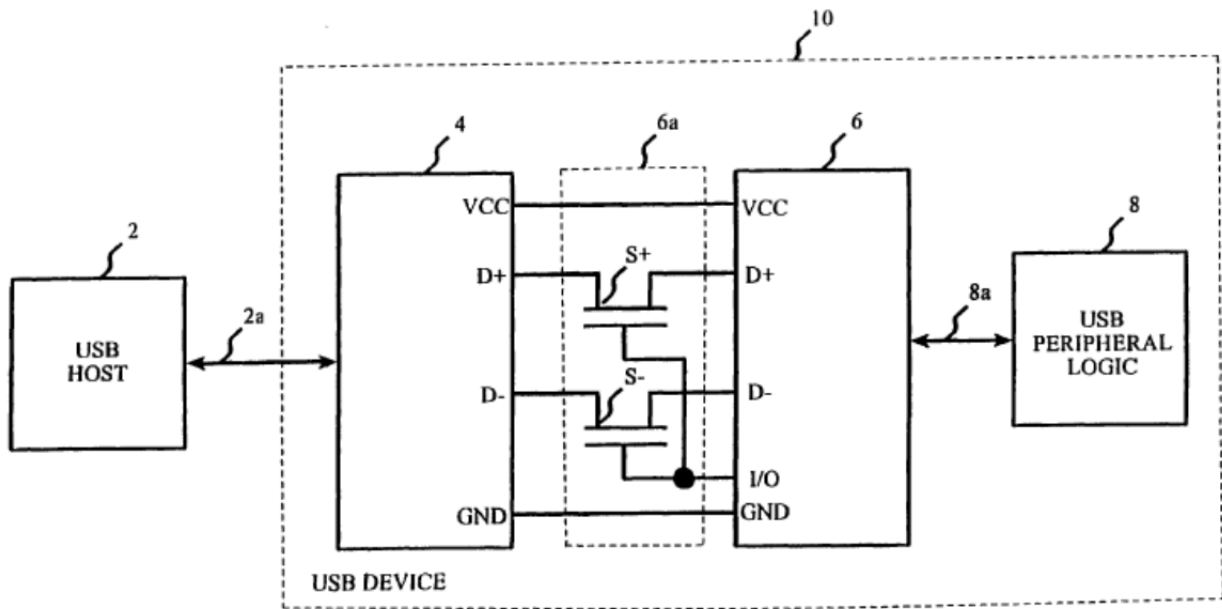 10
4
6a
6
VCC
VCC
8
2
S+
D+
D+
2a
8a
USB
HOST
USB
PERIPHERAL
LOGIC
S-
D-
D-
I/O
GND
GND
USB DEVICE